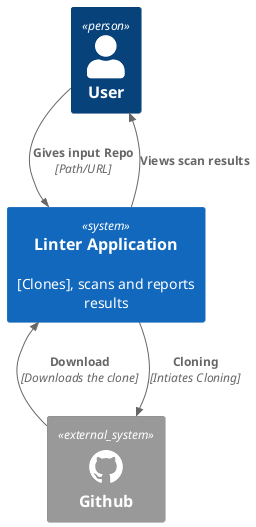 «person»
User
Gives input Repo
[Path/URL]
Views scan results
«system»
Linter Application
[Clones], scans and reports
results
Download
[Downloads the clone]
Cloning
[Intiates Cloning]
«external_system»
Github